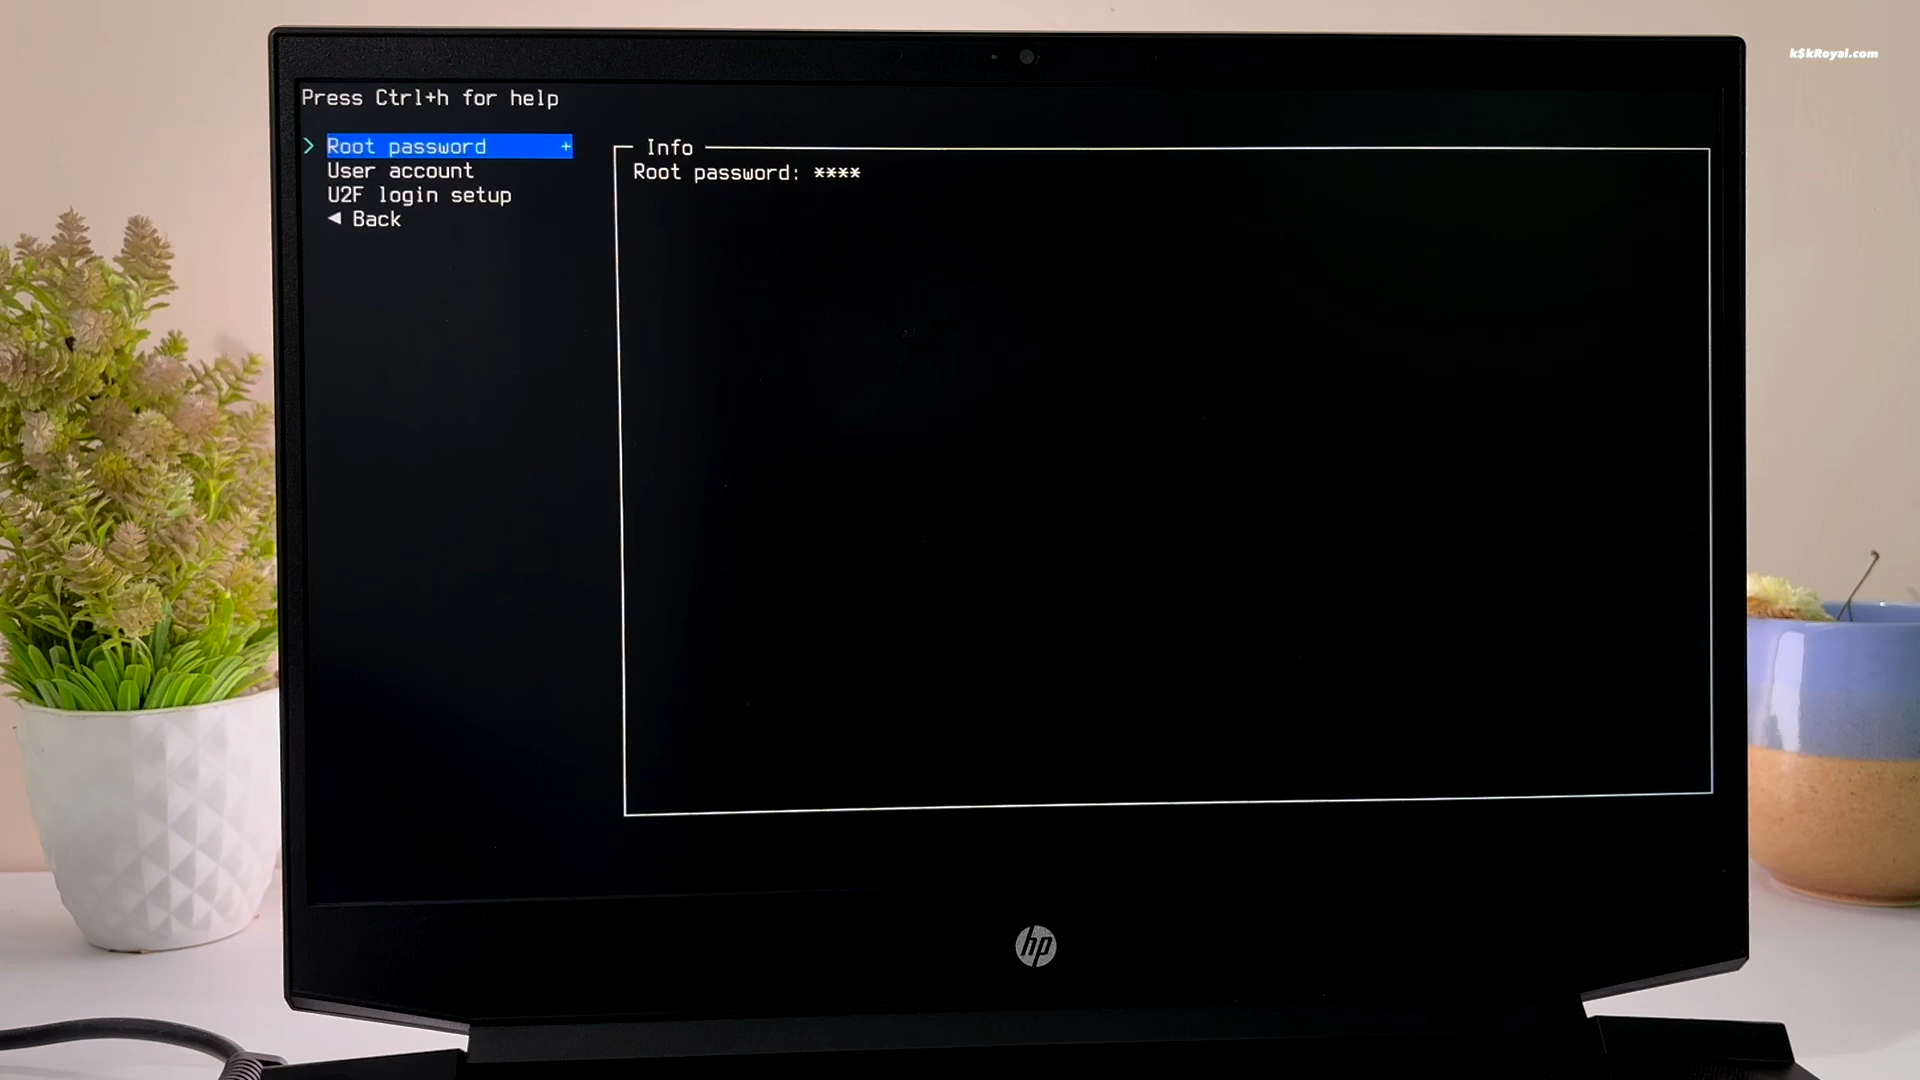 k$kRoyal.com
Press Ctrl+h for help
> Root password +
User account
U2F login setup
◄ Back
Info
Root password: ****
hp